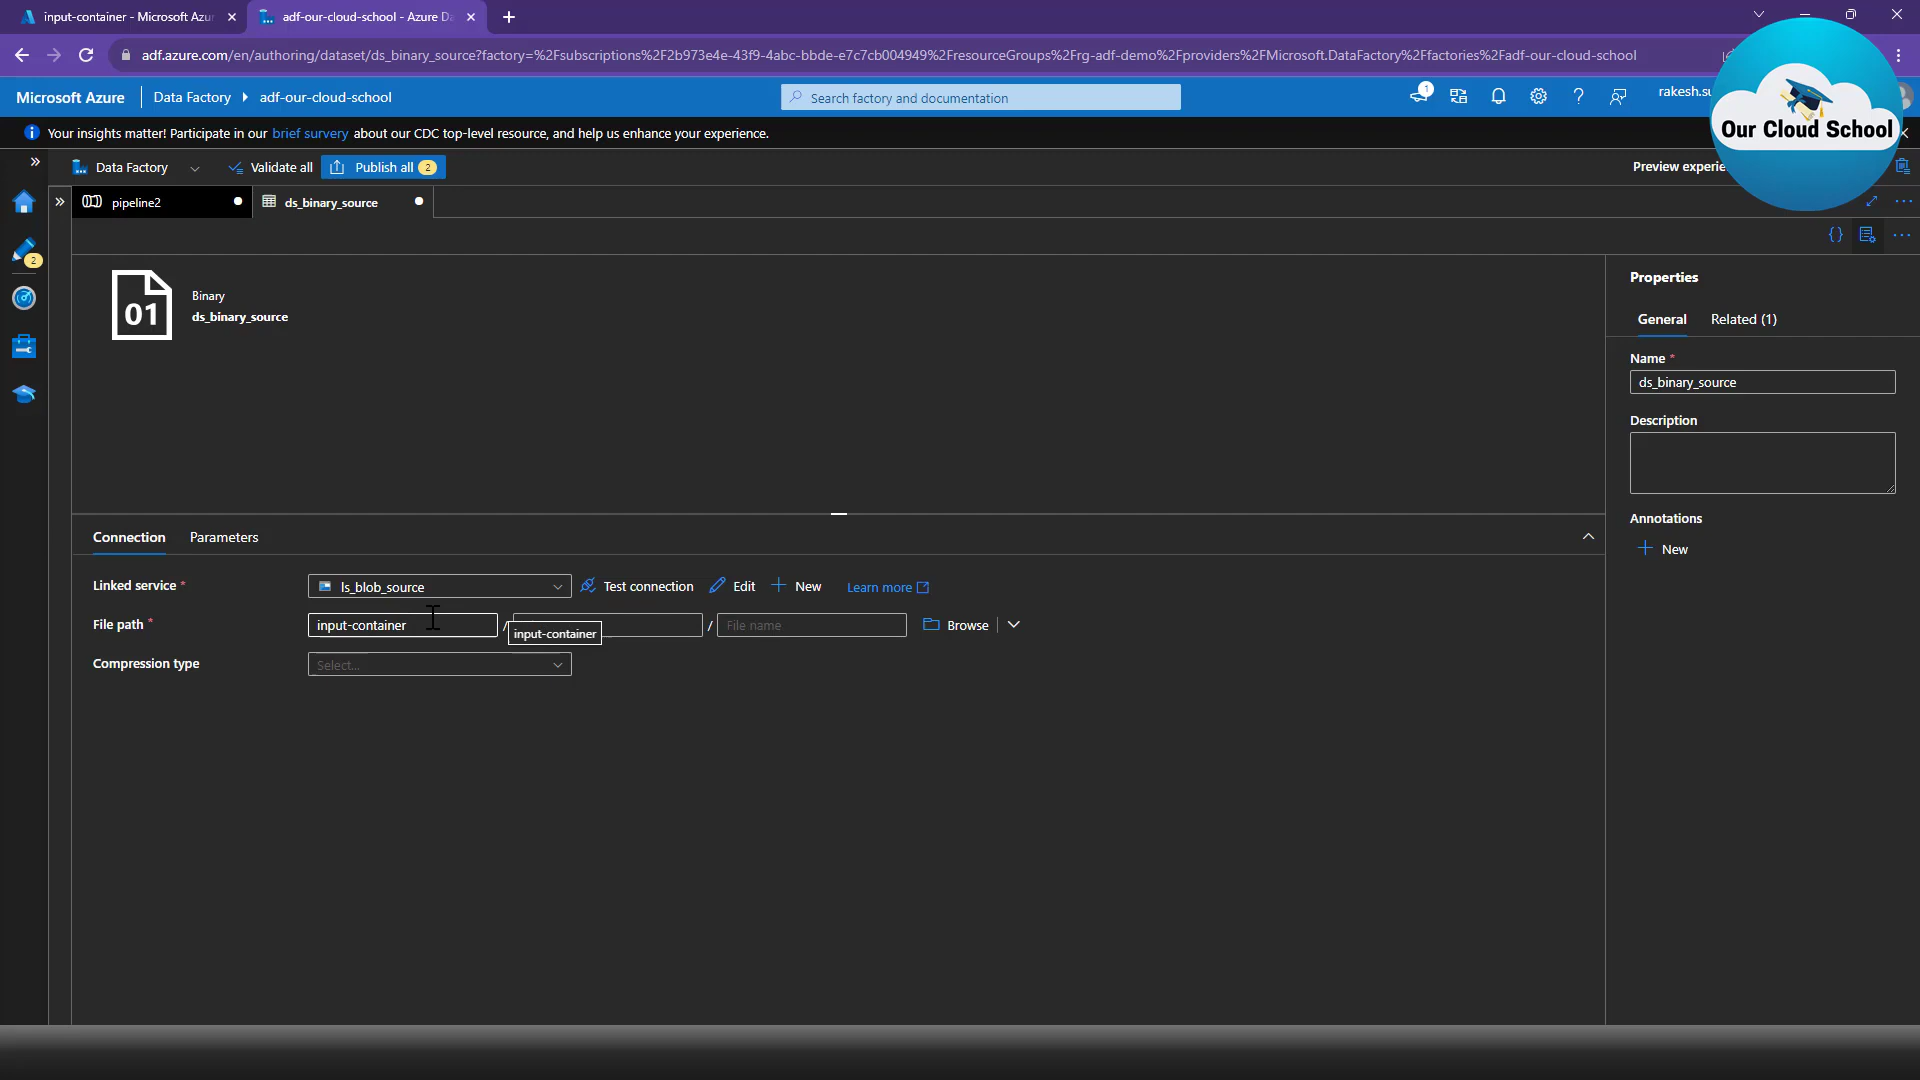 input-container - Microsoft Azu
adf-our-cloud-school - Azure Da
adf.azure.com/en/authoring/dataset/ds_binary_source?factory=%2Fsubscriptions%2F2b973e4e-43f9-4abc-bbde-e7c7cb004949%2FresourceGroups%2Frg-adf-demo%2Fproviders%2FMicrosoft.DataFactory%2Ffactories%2Fadf-our-cloud-school
Microsoft Azure
Data Factory
adf-our-cloud-school
Search factory and documentation
1
rakesh.su
Our Cloud School
Your insights matter! Participate in our brief survey about our CDC top-level resource, and help us enhance your experience.
Data Factory
Validate all
Publish all 2
Preview experie
pipeline2
ds_binary_source
2
01
Binary
ds_binary_source
Properties
General
Related (1)
Name *
ds_binary_source
Description
Annotations
New
Connection
Parameters
Linked service *
ls_blob_source
Test connection
Edit
New
Learn more
File path *
input-container
/
input-container
/
File name
Browse
Compression type
Select...